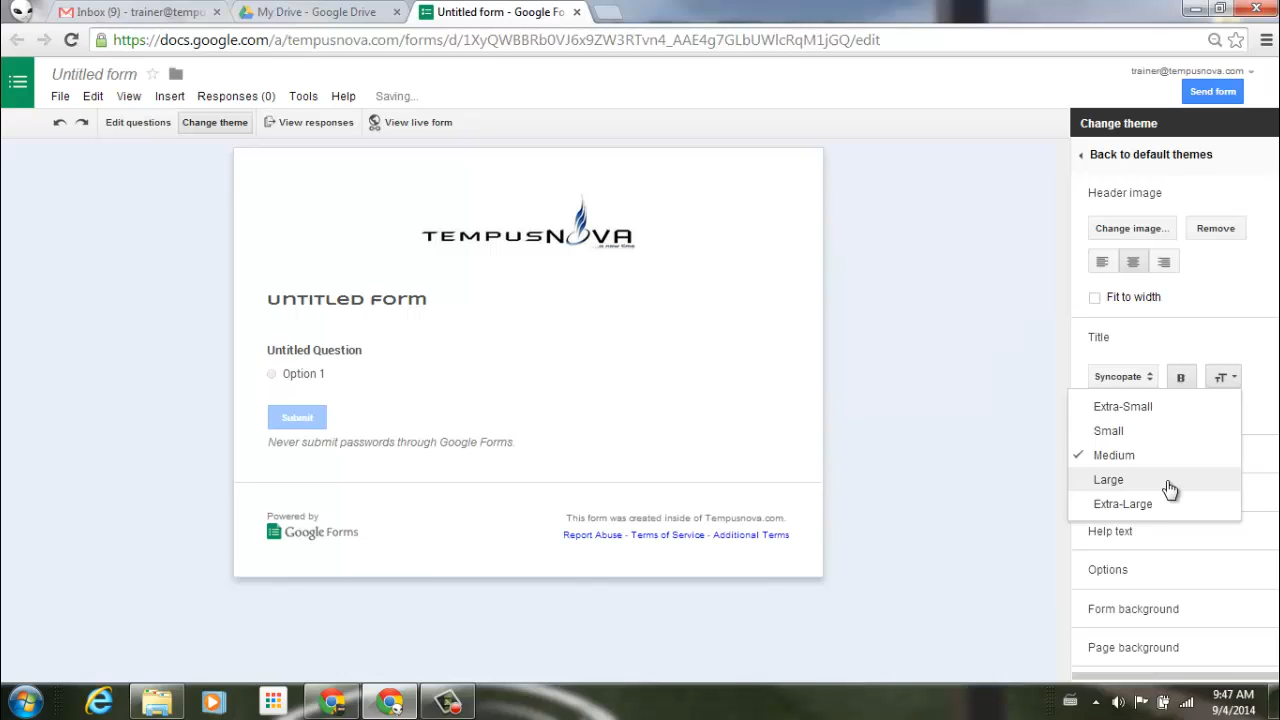 Inbox (9) - trainer@tempu
My Drive - Google Drive
Untitled form - Google Fo
https://docs.google.com/a/tempusnova.com/forms/d/1XyQWBBRb0VJ6x9ZW3RTvn4_AAE4g7GLbUWlcRqM1jGQ/edit
Untitled form
trainer@tempusnova.com
File Edit View Insert Responses (0) Tools Help Saving...
Send form
Edit questions Change theme View responses View live form
Change theme
Back to default themes
Header image
Change image... Remove
Fit to width
Title
Syncopate B TT
Extra-Small
Small
Medium
Large
Extra-Large
Help text
Options
Form background
Page background
TEMPUSNOVA
...a new time
Untitled Form
Untitled Question
Option 1
Submit
Never submit passwords through Google Forms.
Powered by
Google Forms
This form was created inside of Tempusnova.com.
Report Abuse - Terms of Service - Additional Terms
9:47 AM
9/4/2014